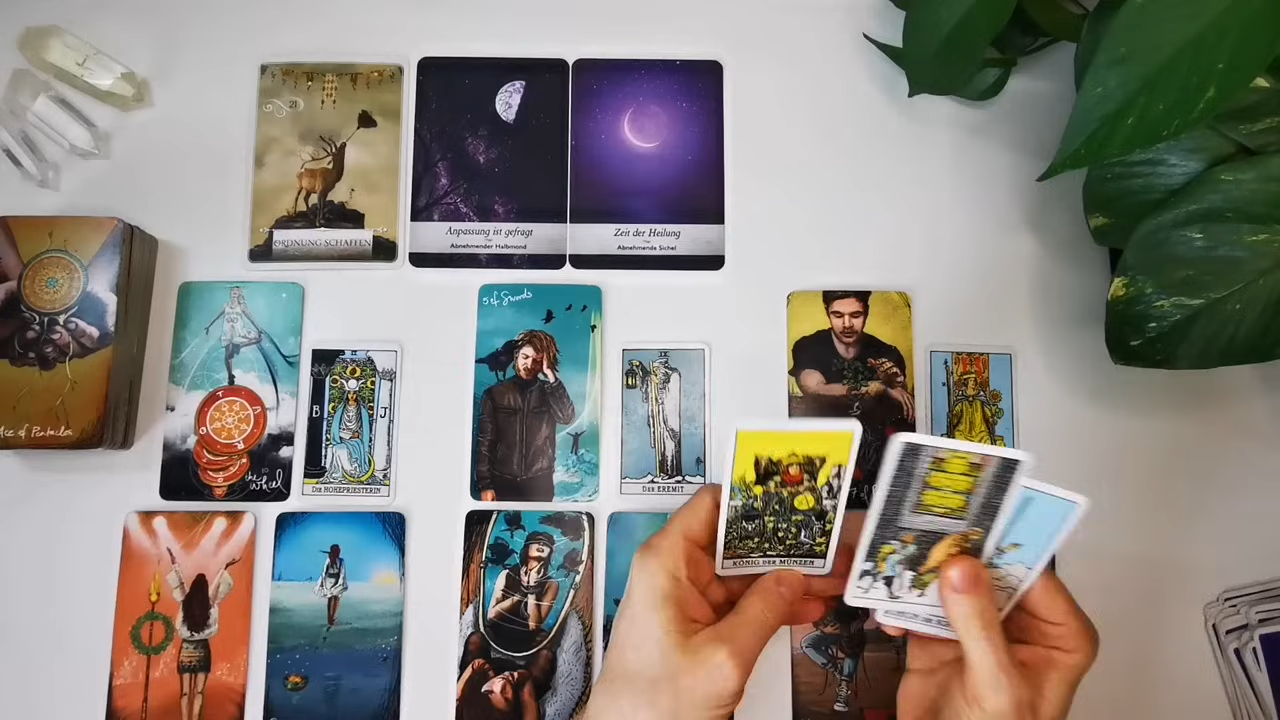 21
ORDNUNG SCHAFFEN
Anpassung ist gefragt
Abnehmender Halbmond
Zeit der Heilung
Abnehmende Sichel
Ace of Pentacles
10
the Wheel
B J
DIE HOHEPRIESTERIN
5 of Swords
DER EREMIT
KÖNIG DER MÜNZEN